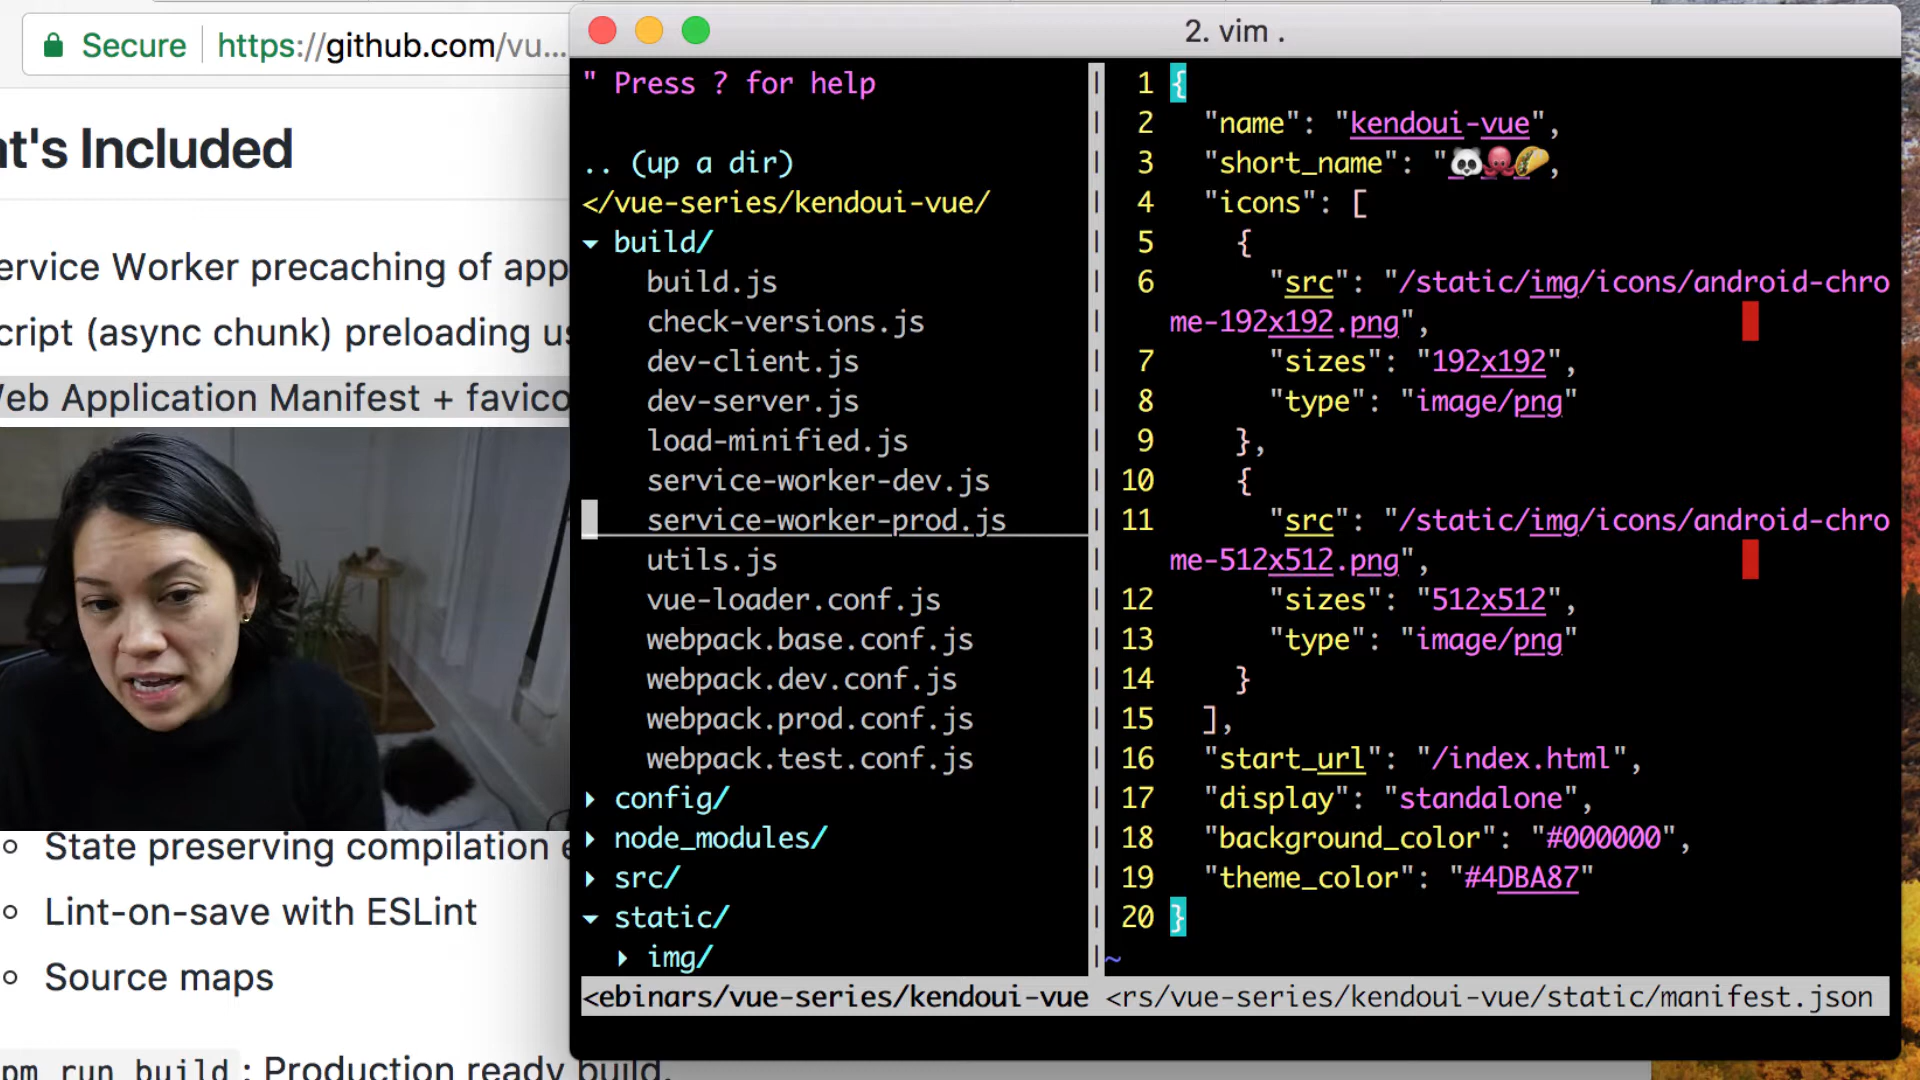 Secure https://github.com/vu...
2. vim .
at's Included
ervice Worker precaching of app
cript (async chunk) preloading us
eb Application Manifest + favico
State preserving compilation e
Lint-on-save with ESLint
Source maps
pm run build: Production ready build.
" Press ? for help
.. (up a dir)
</vue-series/kendoui-vue/
▾ build/
build.js
check-versions.js
dev-client.js
dev-server.js
load-minified.js
service-worker-dev.js
service-worker-prod.js
utils.js
vue-loader.conf.js
webpack.base.conf.js
webpack.dev.conf.js
webpack.prod.conf.js
webpack.test.conf.js
▸ config/
▸ node_modules/
▸ src/
▾ static/
▸ img/
<ebinars/vue-series/kendoui-vue
1 {
2 "name": "kendoui-vue",
3 "short_name": "🐼🐙🌮,
4 "icons": [
5 {
6 "src": "/static/img/icons/android-chro
me-192x192.png",
7 "sizes": "192x192",
8 "type": "image/png"
9 },
10 {
11 "src": "/static/img/icons/android-chro
me-512x512.png",
12 "sizes": "512x512",
13 "type": "image/png"
14 }
15 ],
16 "start_url": "/index.html",
17 "display": "standalone",
18 "background_color": "#000000",
19 "theme_color": "#4DBA87"
20 }
~
<rs/vue-series/kendoui-vue/static/manifest.json